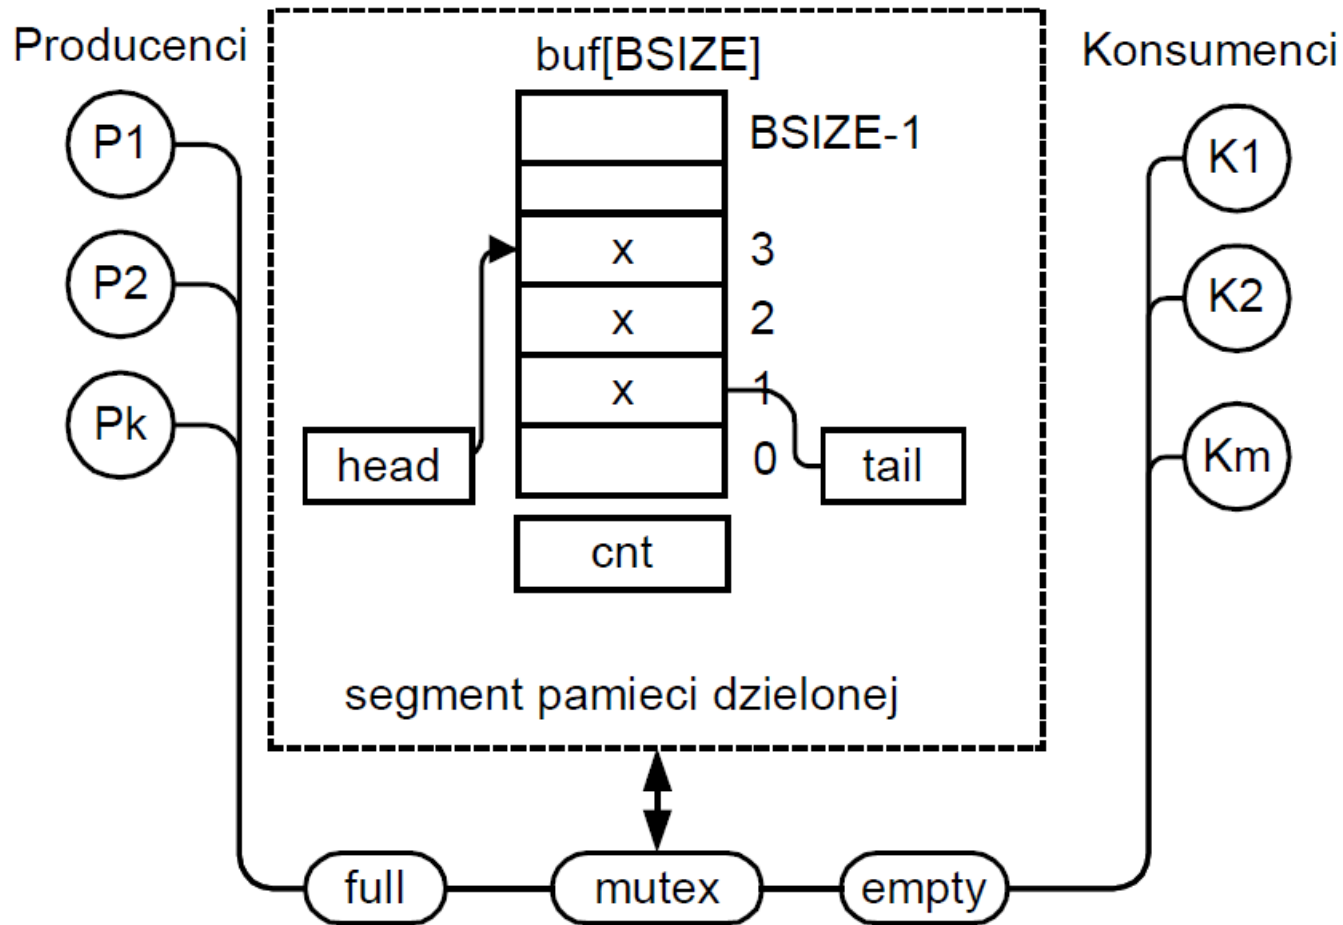 Producenci
buf[BSIZE]
Konsumenci
P1
BSIZE-1
K1
x 3
P2
x 2
K2
x 1
Pk
head
0
tail
Km
cnt
segment pamieci dzielonej
full
mutex
empty